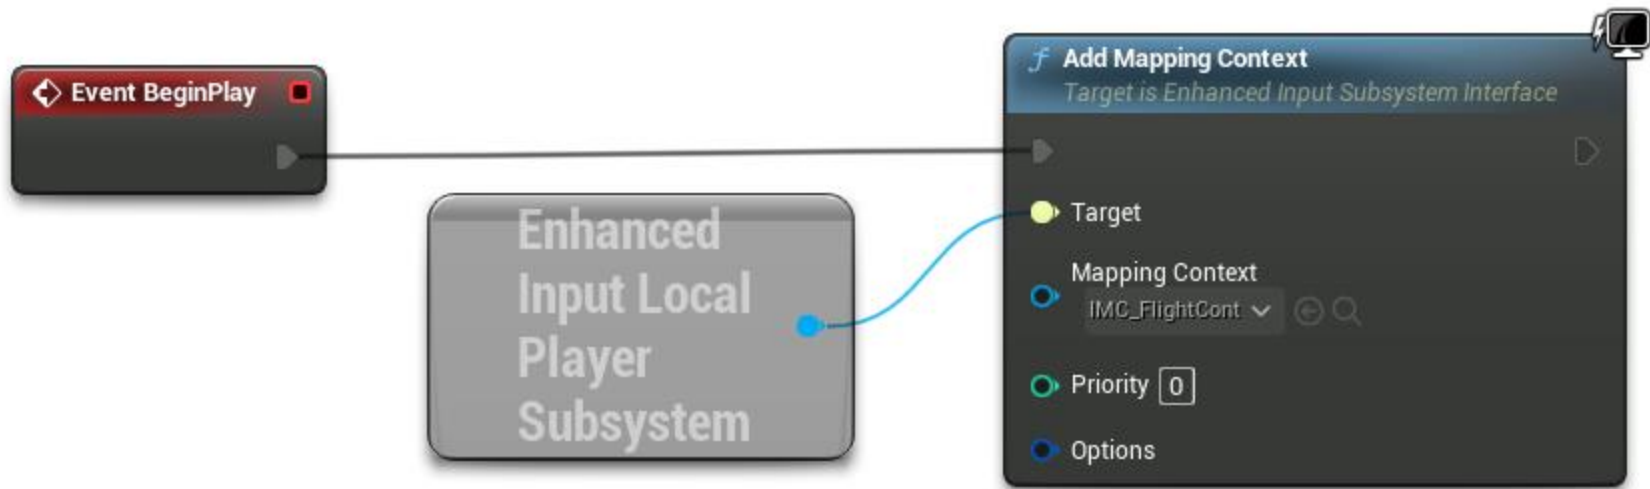 Event BeginPlay
Enhanced
Input Local
Player
Subsystem
Add Mapping Context
Target is Enhanced Input Subsystem Interface
Target
Mapping Context
IMC_FlightCont
Priority 0
Options